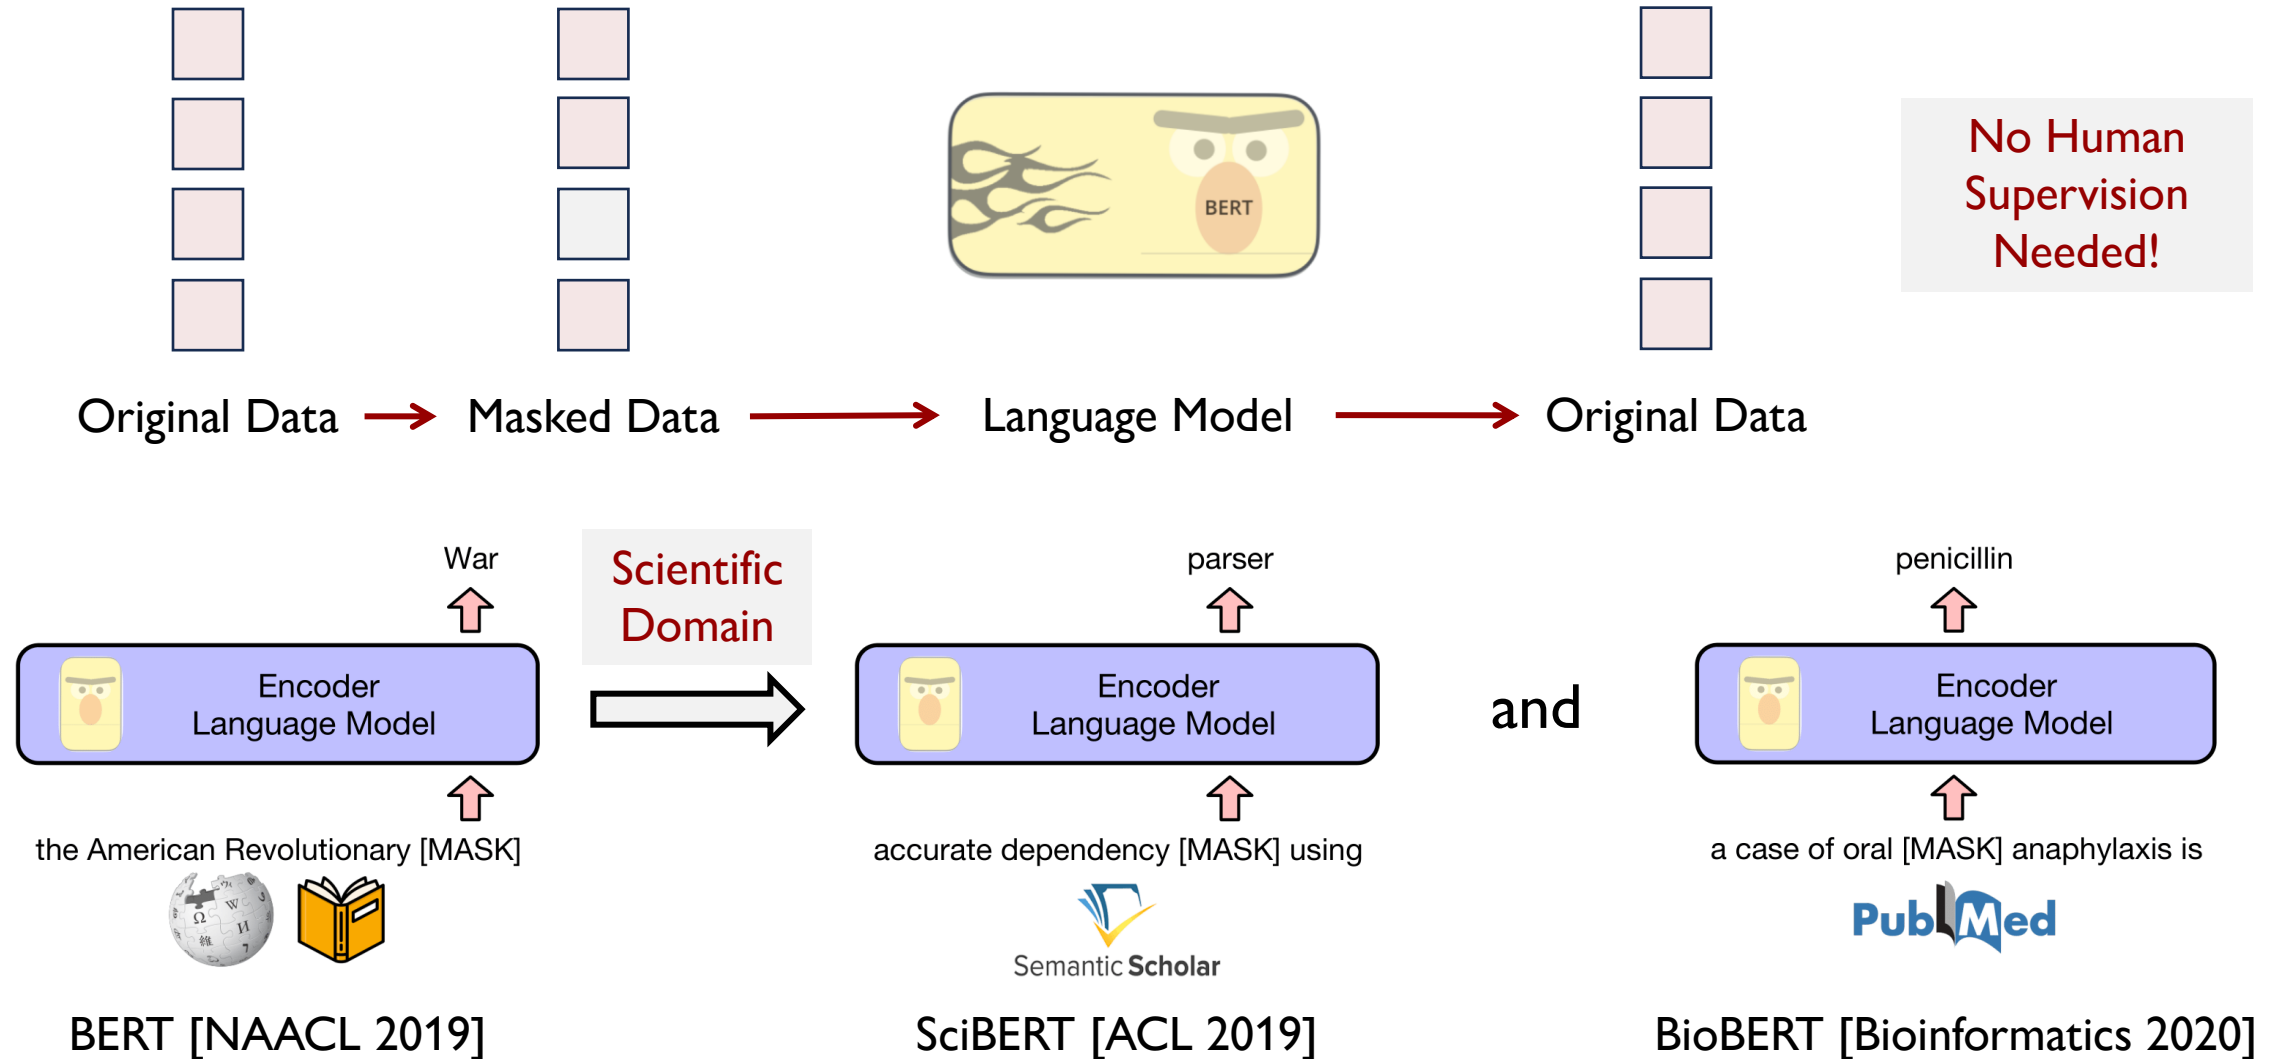 BERT
No Human
Supervision
Needed!
Original Data
Masked Data
Language Model
Original Data
War
Scientific
Domain
parser
penicillin
Encoder
Language Model
Encoder
Language Model
and
Encoder
Language Model
the American Revolutionary [MASK]
accurate dependency [MASK] using
a case of oral [MASK] anaphylaxis is
Ω W И 維
Semantic Scholar
PubMed
BERT [NAACL 2019]
SciBERT [ACL 2019]
BioBERT [Bioinformatics 2020]